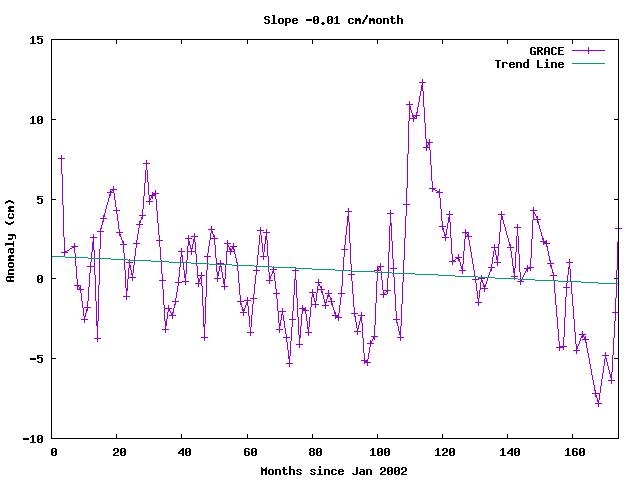 Slope -0.01 cm/month
GRACE
Trend Line
15
10
5
0
-5
-10
Anomaly (cm)
0 20 40 60 80 100 120 140 160
Months since Jan 2002